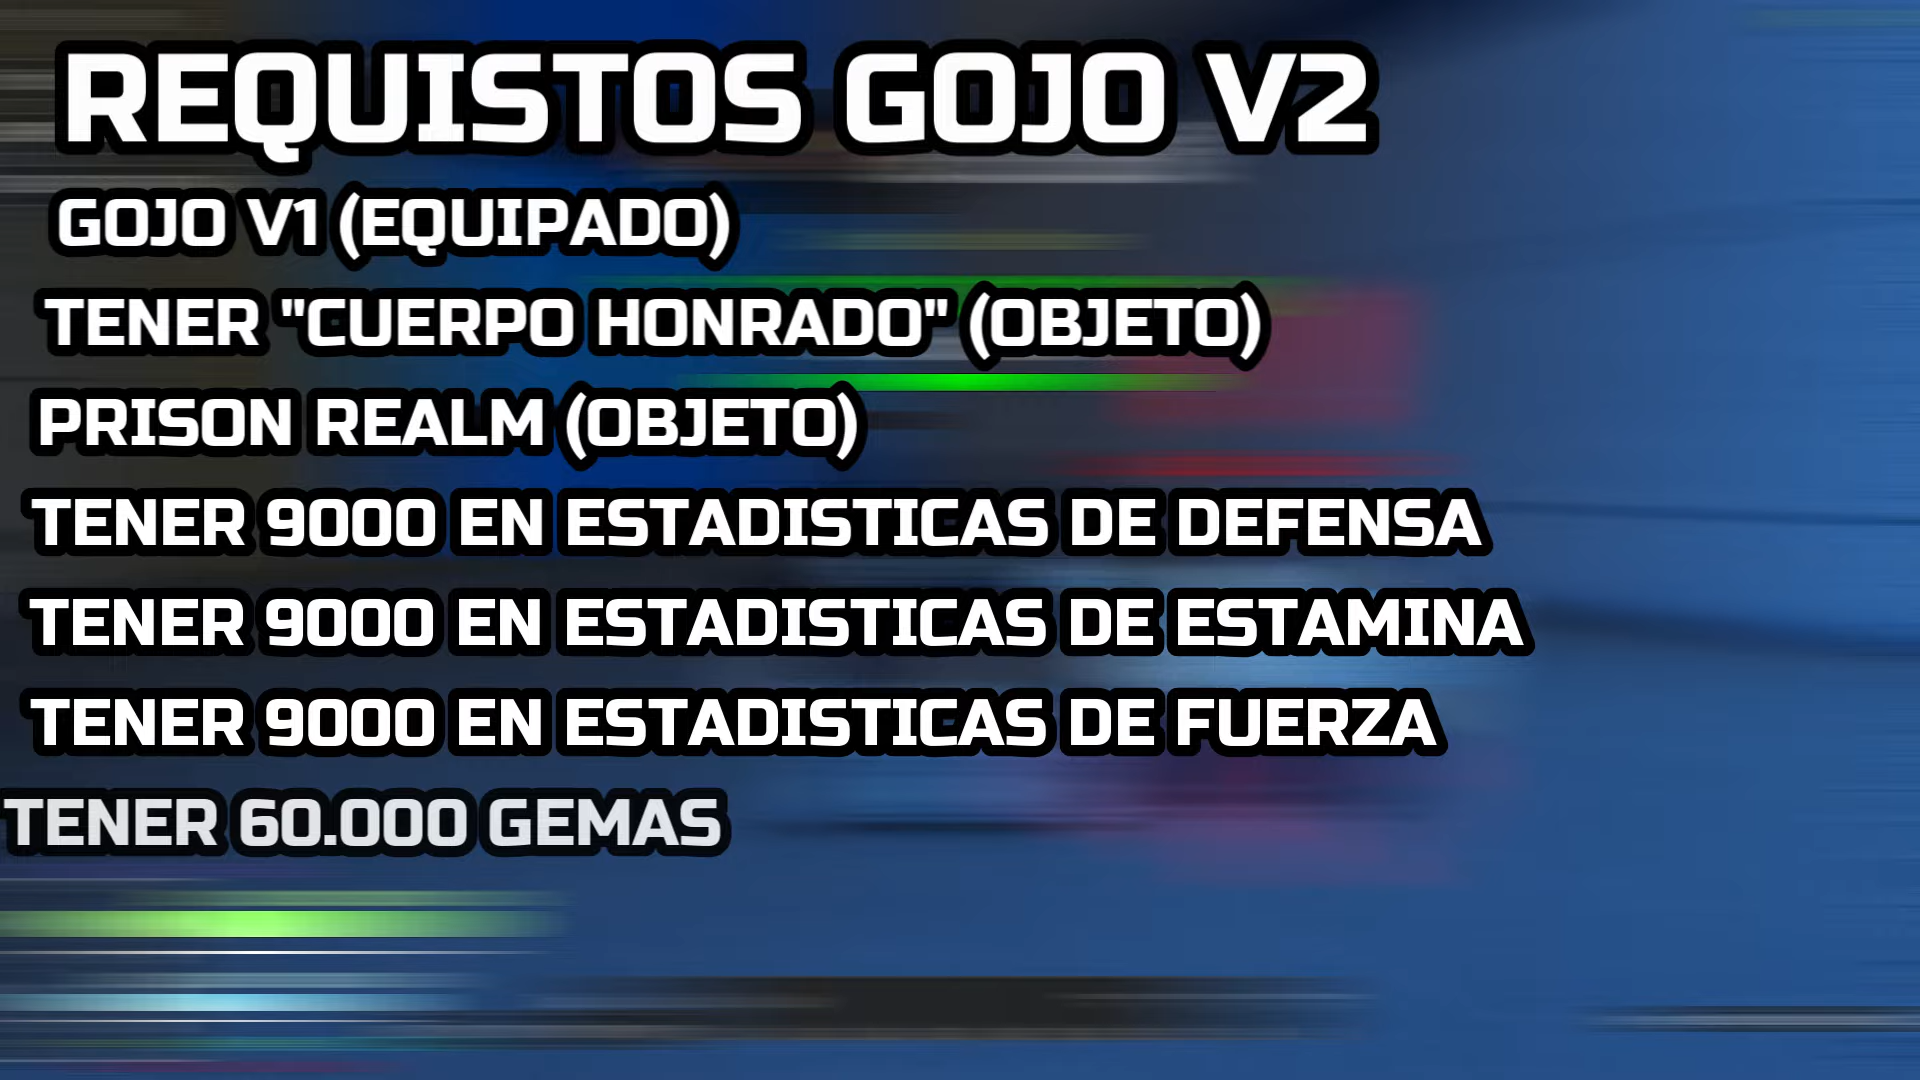 REQUISTOS GOJO V2
GOJO V1 (EQUIPADO)
TENER "CUERPO HONRADO" (OBJETO)
PRISON REALM (OBJETO)
TENER 9000 EN ESTADISTICAS DE DEFENSA
TENER 9000 EN ESTADISTICAS DE ESTAMINA
TENER 9000 EN ESTADISTICAS DE FUERZA
TENER 60.000 GEMAS